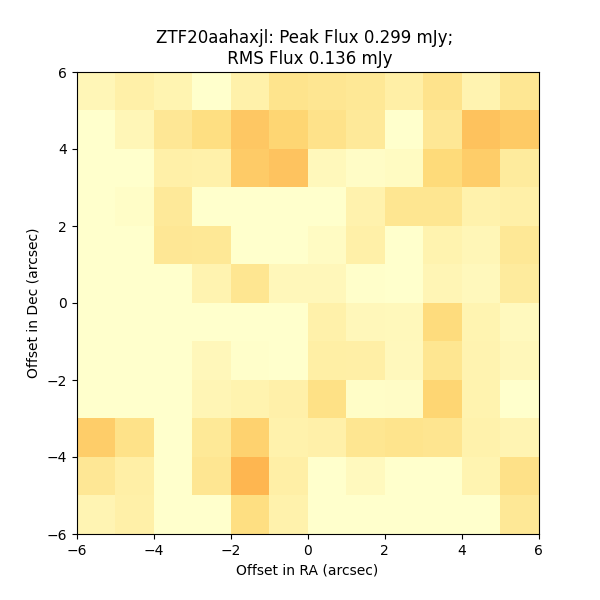 ZTF20aahaxjl: Peak Flux 0.299 mJy;
RMS Flux 0.136 mJy
6
4
2
0
−2
−4
−6
Offset in Dec (arcsec)
−6 −4 −2 0 2 4 6
Offset in RA (arcsec)